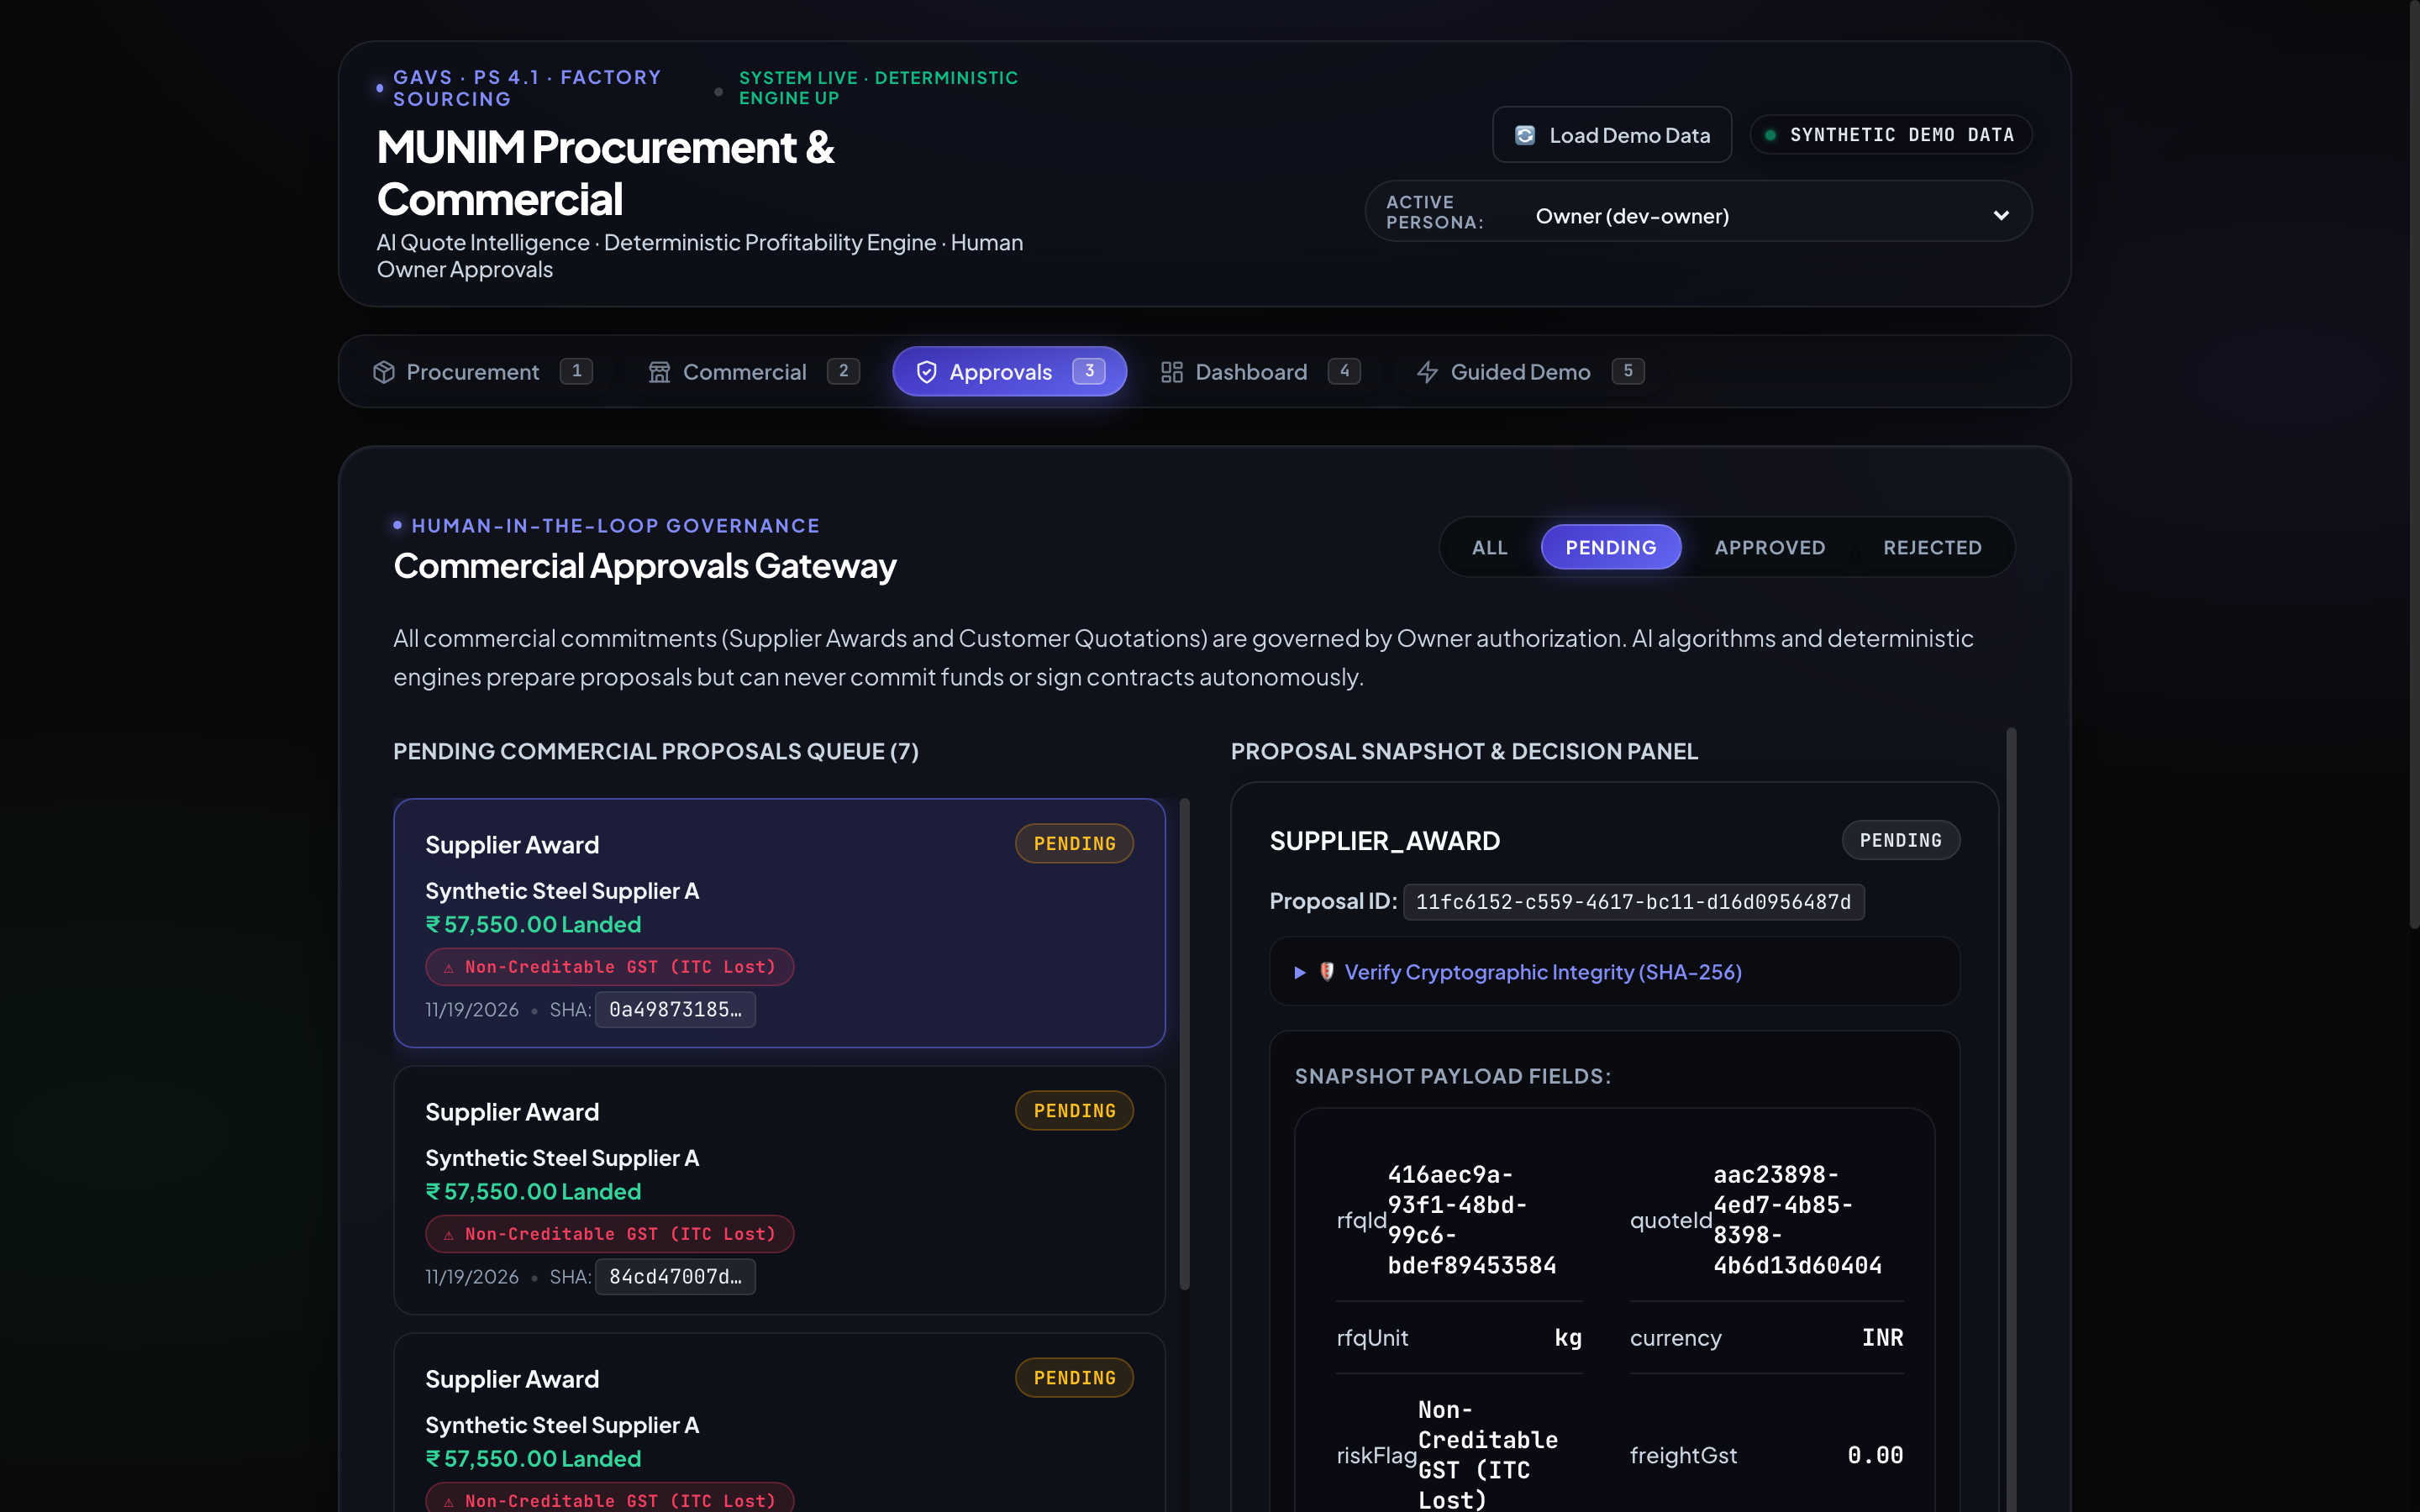 GAVS · PS 4.1 · FACTORY
SOURCING
SYSTEM LIVE · DETERMINISTIC
ENGINE UP
MUNIM Procurement &
Commercial
AI Quote Intelligence · Deterministic Profitability Engine · Human
Owner Approvals
Load Demo Data
SYNTHETIC DEMO DATA
ACTIVE
PERSONA:
Owner (dev-owner)
Procurement 1
Commercial 2
Approvals 3
Dashboard 4
Guided Demo 5
HUMAN-IN-THE-LOOP GOVERNANCE
Commercial Approvals Gateway
ALL PENDING APPROVED REJECTED
All commercial commitments (Supplier Awards and Customer Quotations) are governed by Owner authorization. AI algorithms and deterministic
engines prepare proposals but can never commit funds or sign contracts autonomously.
PENDING COMMERCIAL PROPOSALS QUEUE (7)
Supplier Award PENDING
Synthetic Steel Supplier A
₹ 57,550.00 Landed
⚠ Non-Creditable GST (ITC Lost)
11/19/2026 • SHA: 0a49873185…
Supplier Award PENDING
Synthetic Steel Supplier A
₹ 57,550.00 Landed
⚠ Non-Creditable GST (ITC Lost)
11/19/2026 • SHA: 84cd47007d…
Supplier Award PENDING
Synthetic Steel Supplier A
₹ 57,550.00 Landed
⚠ Non-Creditable GST (ITC Lost)
PROPOSAL SNAPSHOT & DECISION PANEL
SUPPLIER_AWARD PENDING
Proposal ID: 11fc6152-c559-4617-bc11-d16d0956487d
Verify Cryptographic Integrity (SHA-256)
SNAPSHOT PAYLOAD FIELDS:
rfqId
416aec9a-
93f1-48bd-
99c6-
bdef89453584
quoteId
aac23898-
4ed7-4b85-
8398-
4b6d13d60404
rfqUnit kg
currency INR
riskFlag
Non-
Creditable
GST (ITC
Lost)
freightGst 0.00